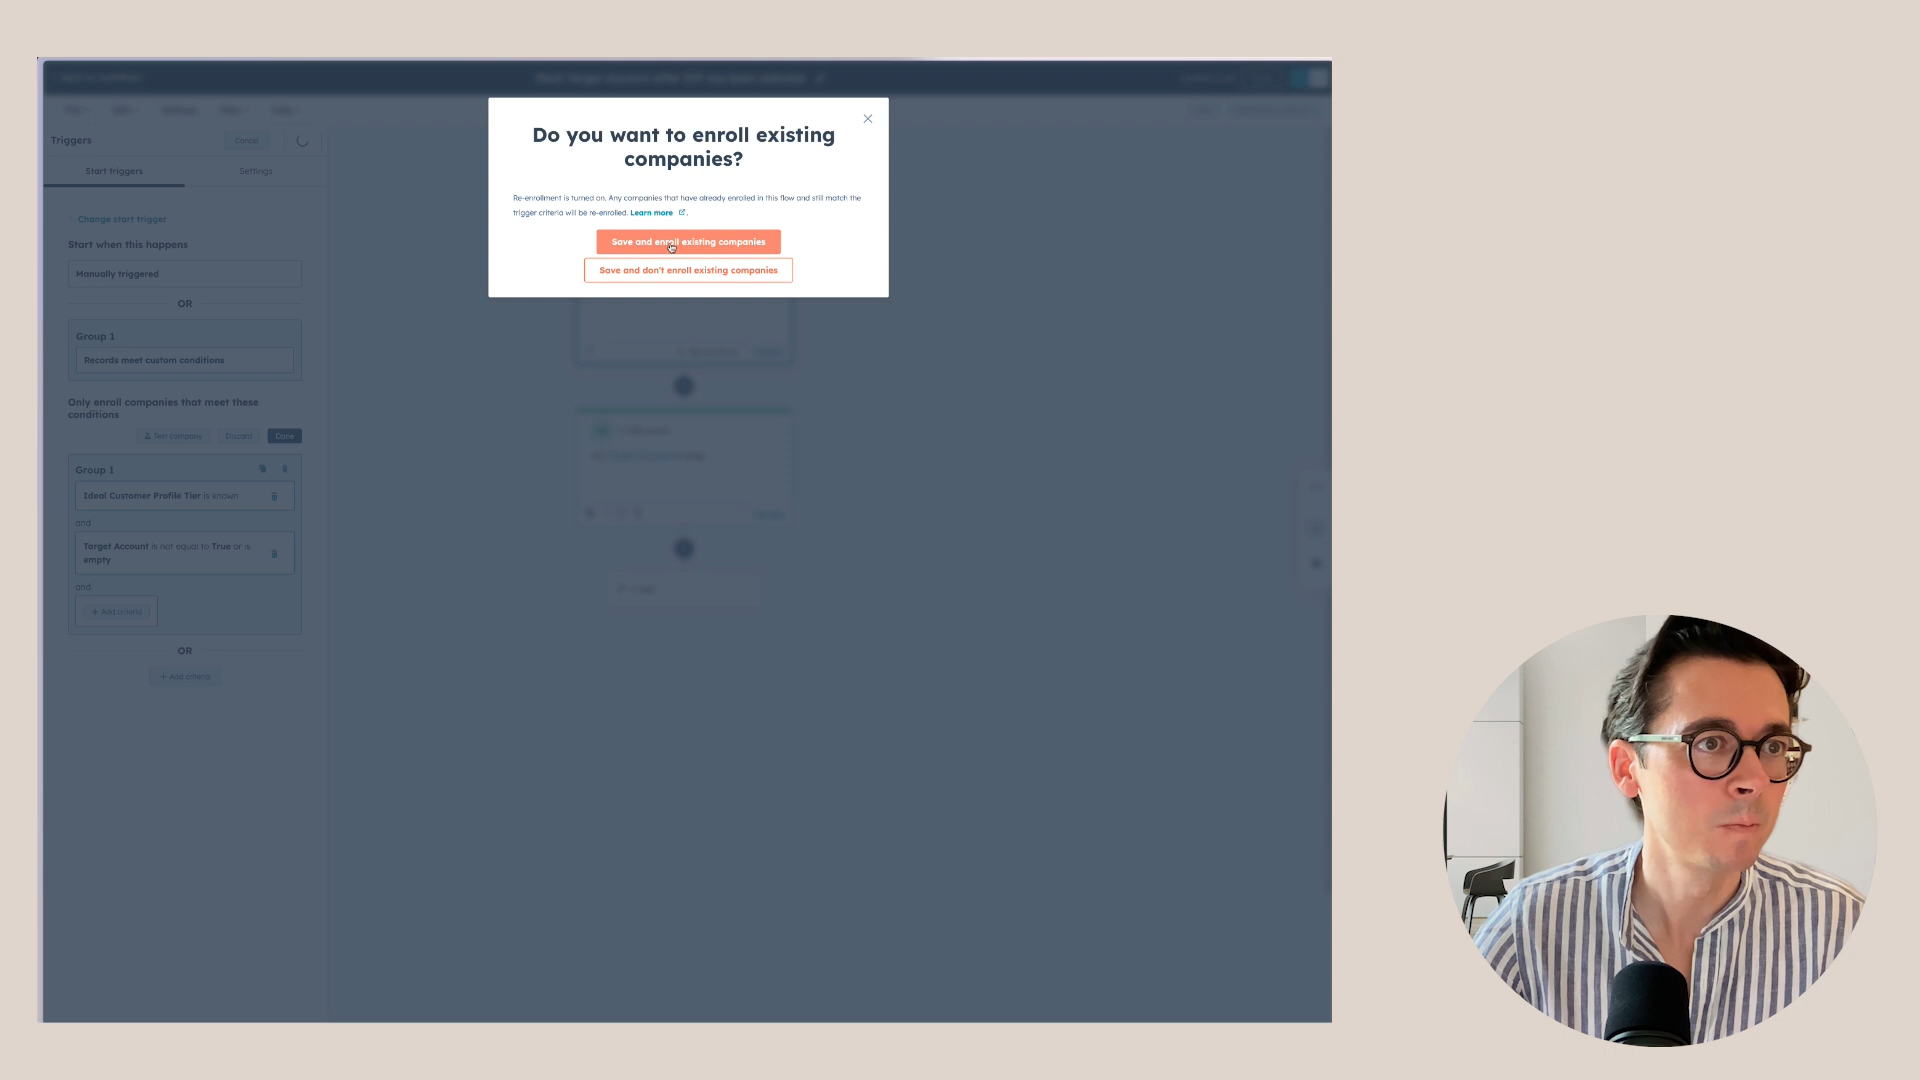 Triggers
Cancel
Start triggers
Settings
Change start trigger
Start when this happens
Manually triggered
OR
Group 1
Records meet custom conditions
Only enroll companies that meet these
conditions
Test company
Discard
Done
Group 1
Ideal Customer Profile Tier is known
and
Target Account is not equal to True or is
empty
and
+ Add criteria
OR
+ Add criteria
Do you want to enroll existing
companies?
Re-enrollment is turned on. Any companies that have already enrolled in this flow and still match the
trigger criteria will be re-enrolled. Learn more .
Save and enroll existing companies
Save and don't enroll existing companies